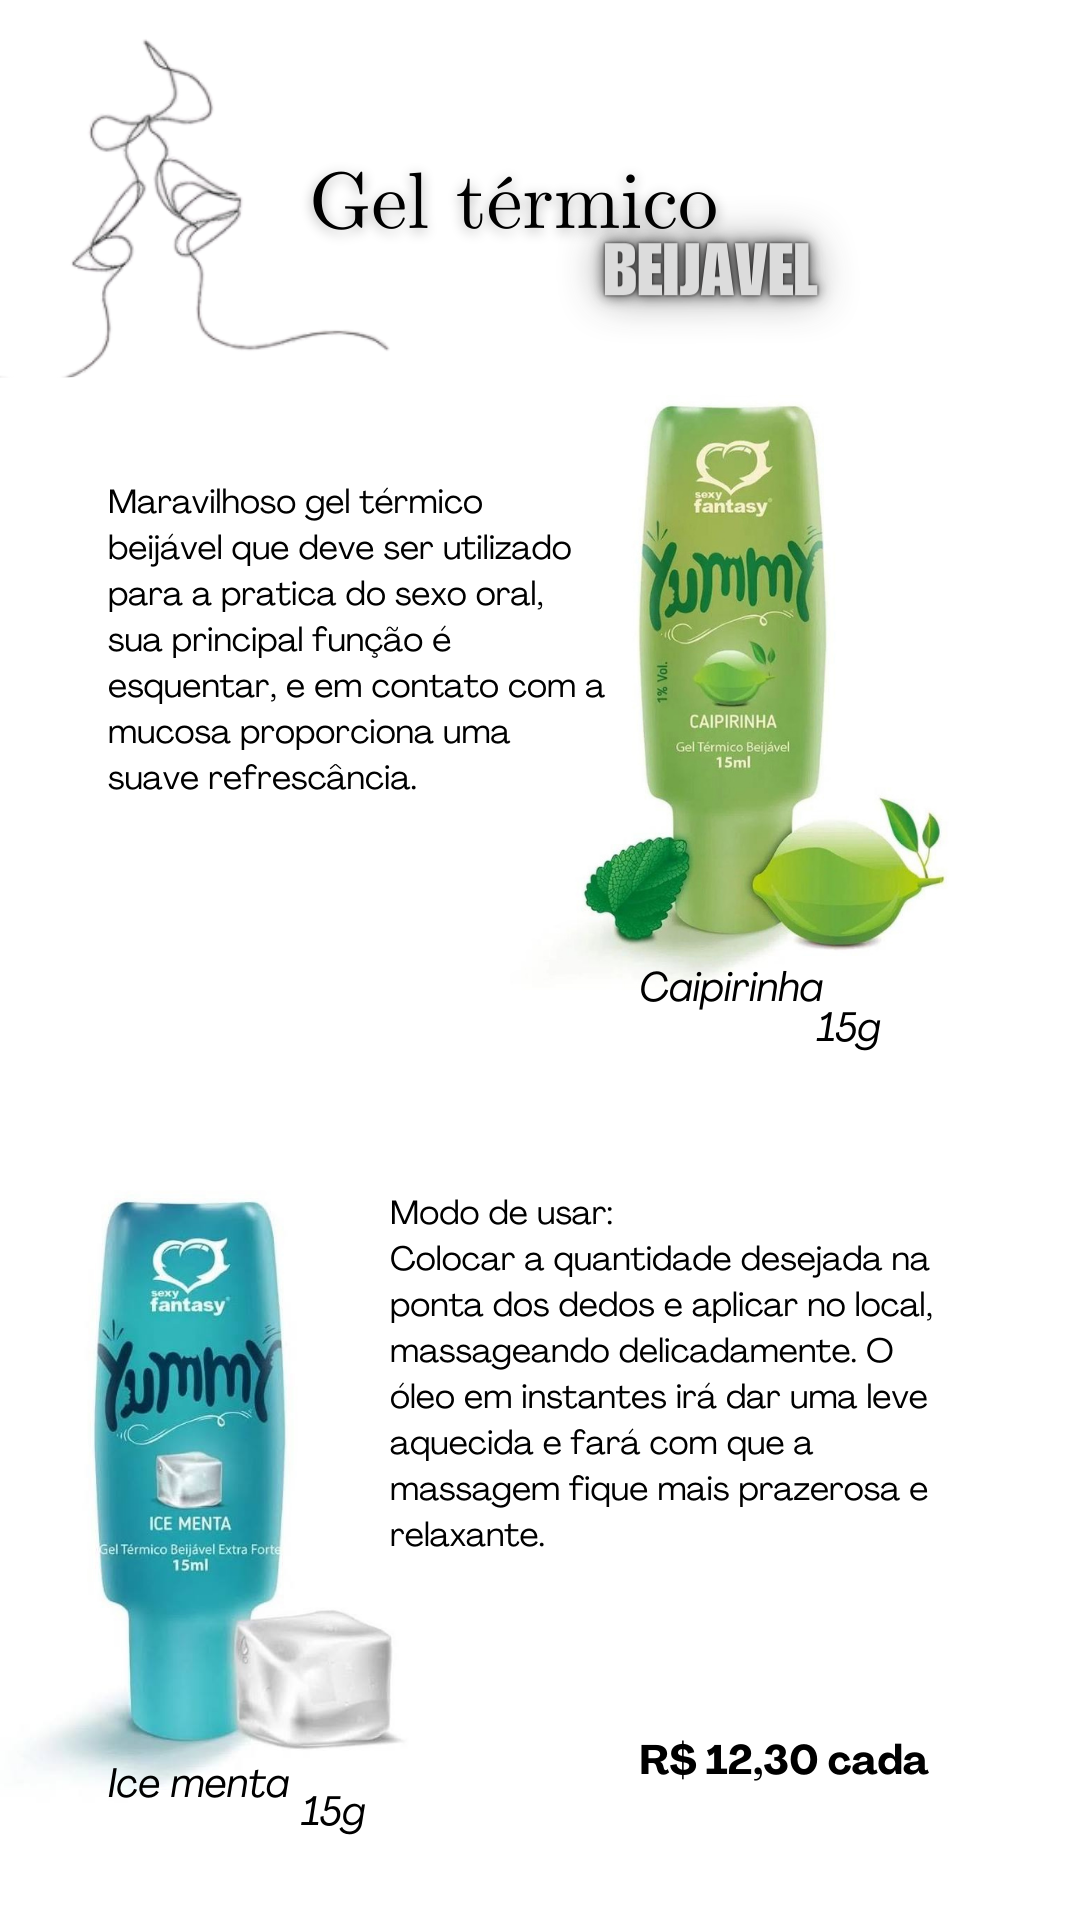 Gel térmico
BEIJAVEL
Maravilhoso gel térmico
beijável que deve ser utilizado
para a pratica do sexo oral,
sua principal função é
esquentar, e em contato com a
mucosa proporciona uma
suave refrescância.
sexy
fantasy®
Yummy
1% Vol.
CAIPIRINHA
Gel Térmico Beijável
15ml
Caipirinha
15g
sexy
fantasy®
Yummy
ICE MENTA
Gel Térmico Beijável Extra Forte
15ml
Ice menta
15g
Modo de usar:
Colocar a quantidade desejada na
ponta dos dedos e aplicar no local,
massageando delicadamente. O
óleo em instantes irá dar uma leve
aquecida e fará com que a
massagem fique mais prazerosa e
relaxante.
R$ 12,30 cada